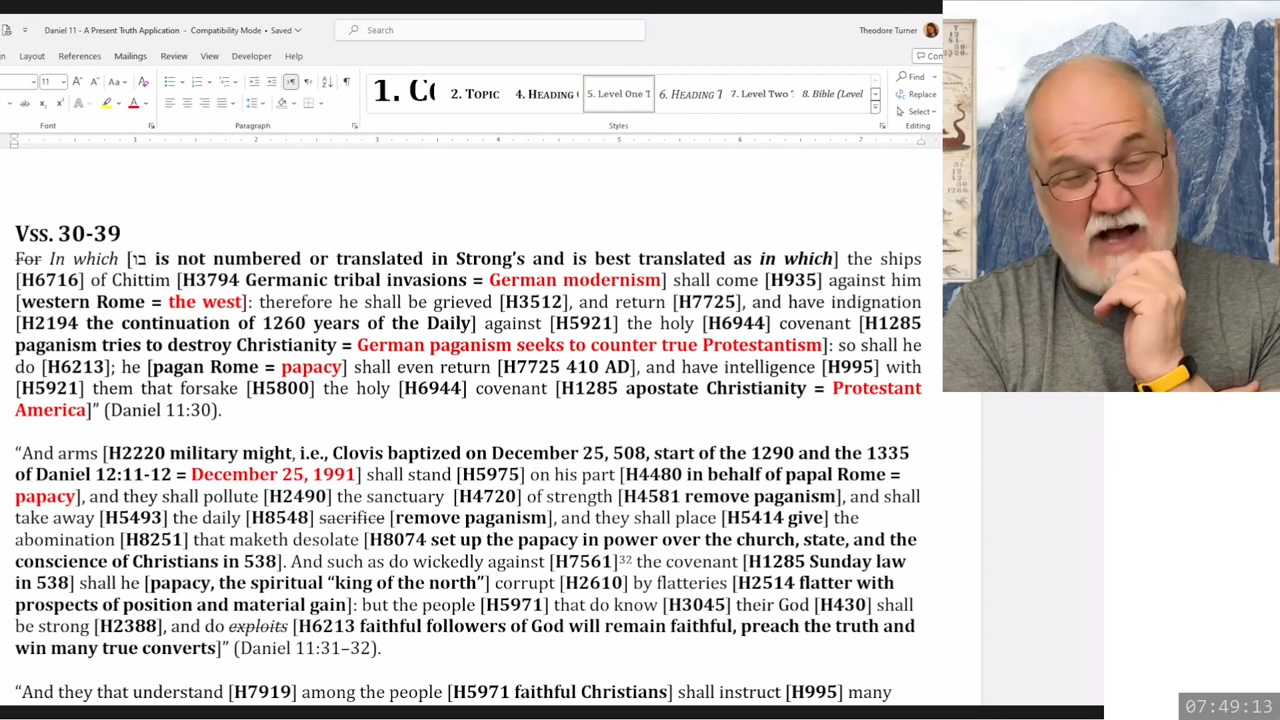 Daniel 11 - A Present Truth Application - Compatibility Mode • Saved
Search
Theodore Turner
Layout References Mailings Review View Developer Help
11 Aa
1. Co 2. TOPIC 4. HEADING 5. Level One T 6. HEADING T 7. Level Two 8. Bible (Level
Find
Replace
Select
Font Paragraph Styles Editing
1 2 3 4 5 6 7
Vss. 30-39
For In which [בו is not numbered or translated in Strong’s and is best translated as in which] the ships
[H6716] of Chittim [H3794 Germanic tribal invasions = German modernism] shall come [H935] against him
[western Rome = the west]: therefore he shall be grieved [H3512], and return [H7725], and have indignation
[H2194 the continuation of 1260 years of the Daily] against [H5921] the holy [H6944] covenant [H1285
paganism tries to destroy Christianity = German paganism seeks to counter true Protestantism]: so shall he
do [H6213]; he [pagan Rome = papacy] shall even return [H7725 410 AD], and have intelligence [H995] with
[H5921] them that forsake [H5800] the holy [H6944] covenant [H1285 apostate Christianity = Protestant
America]” (Daniel 11:30).
“And arms [H2220 military might, i.e., Clovis baptized on December 25, 508, start of the 1290 and the 1335
of Daniel 12:11-12 = December 25, 1991] shall stand [H5975] on his part [H4480 in behalf of papal Rome =
papacy], and they shall pollute [H2490] the sanctuary [H4720] of strength [H4581 remove paganism], and shall
take away [H5493] the daily [H8548] sacrifice [remove paganism], and they shall place [H5414 give] the
abomination [H8251] that maketh desolate [H8074 set up the papacy in power over the church, state, and the
conscience of Christians in 538]. And such as do wickedly against [H7561]32 the covenant [H1285 Sunday law
in 538] shall he [papacy, the spiritual “king of the north”] corrupt [H2610] by flatteries [H2514 flatter with
prospects of position and material gain]: but the people [H5971] that do know [H3045] their God [H430] shall
be strong [H2388], and do exploits [H6213 faithful followers of God will remain faithful, preach the truth and
win many true converts]” (Daniel 11:31–32).
“And they that understand [H7919] among the people [H5971 faithful Christians] shall instruct [H995] many
07:49:13